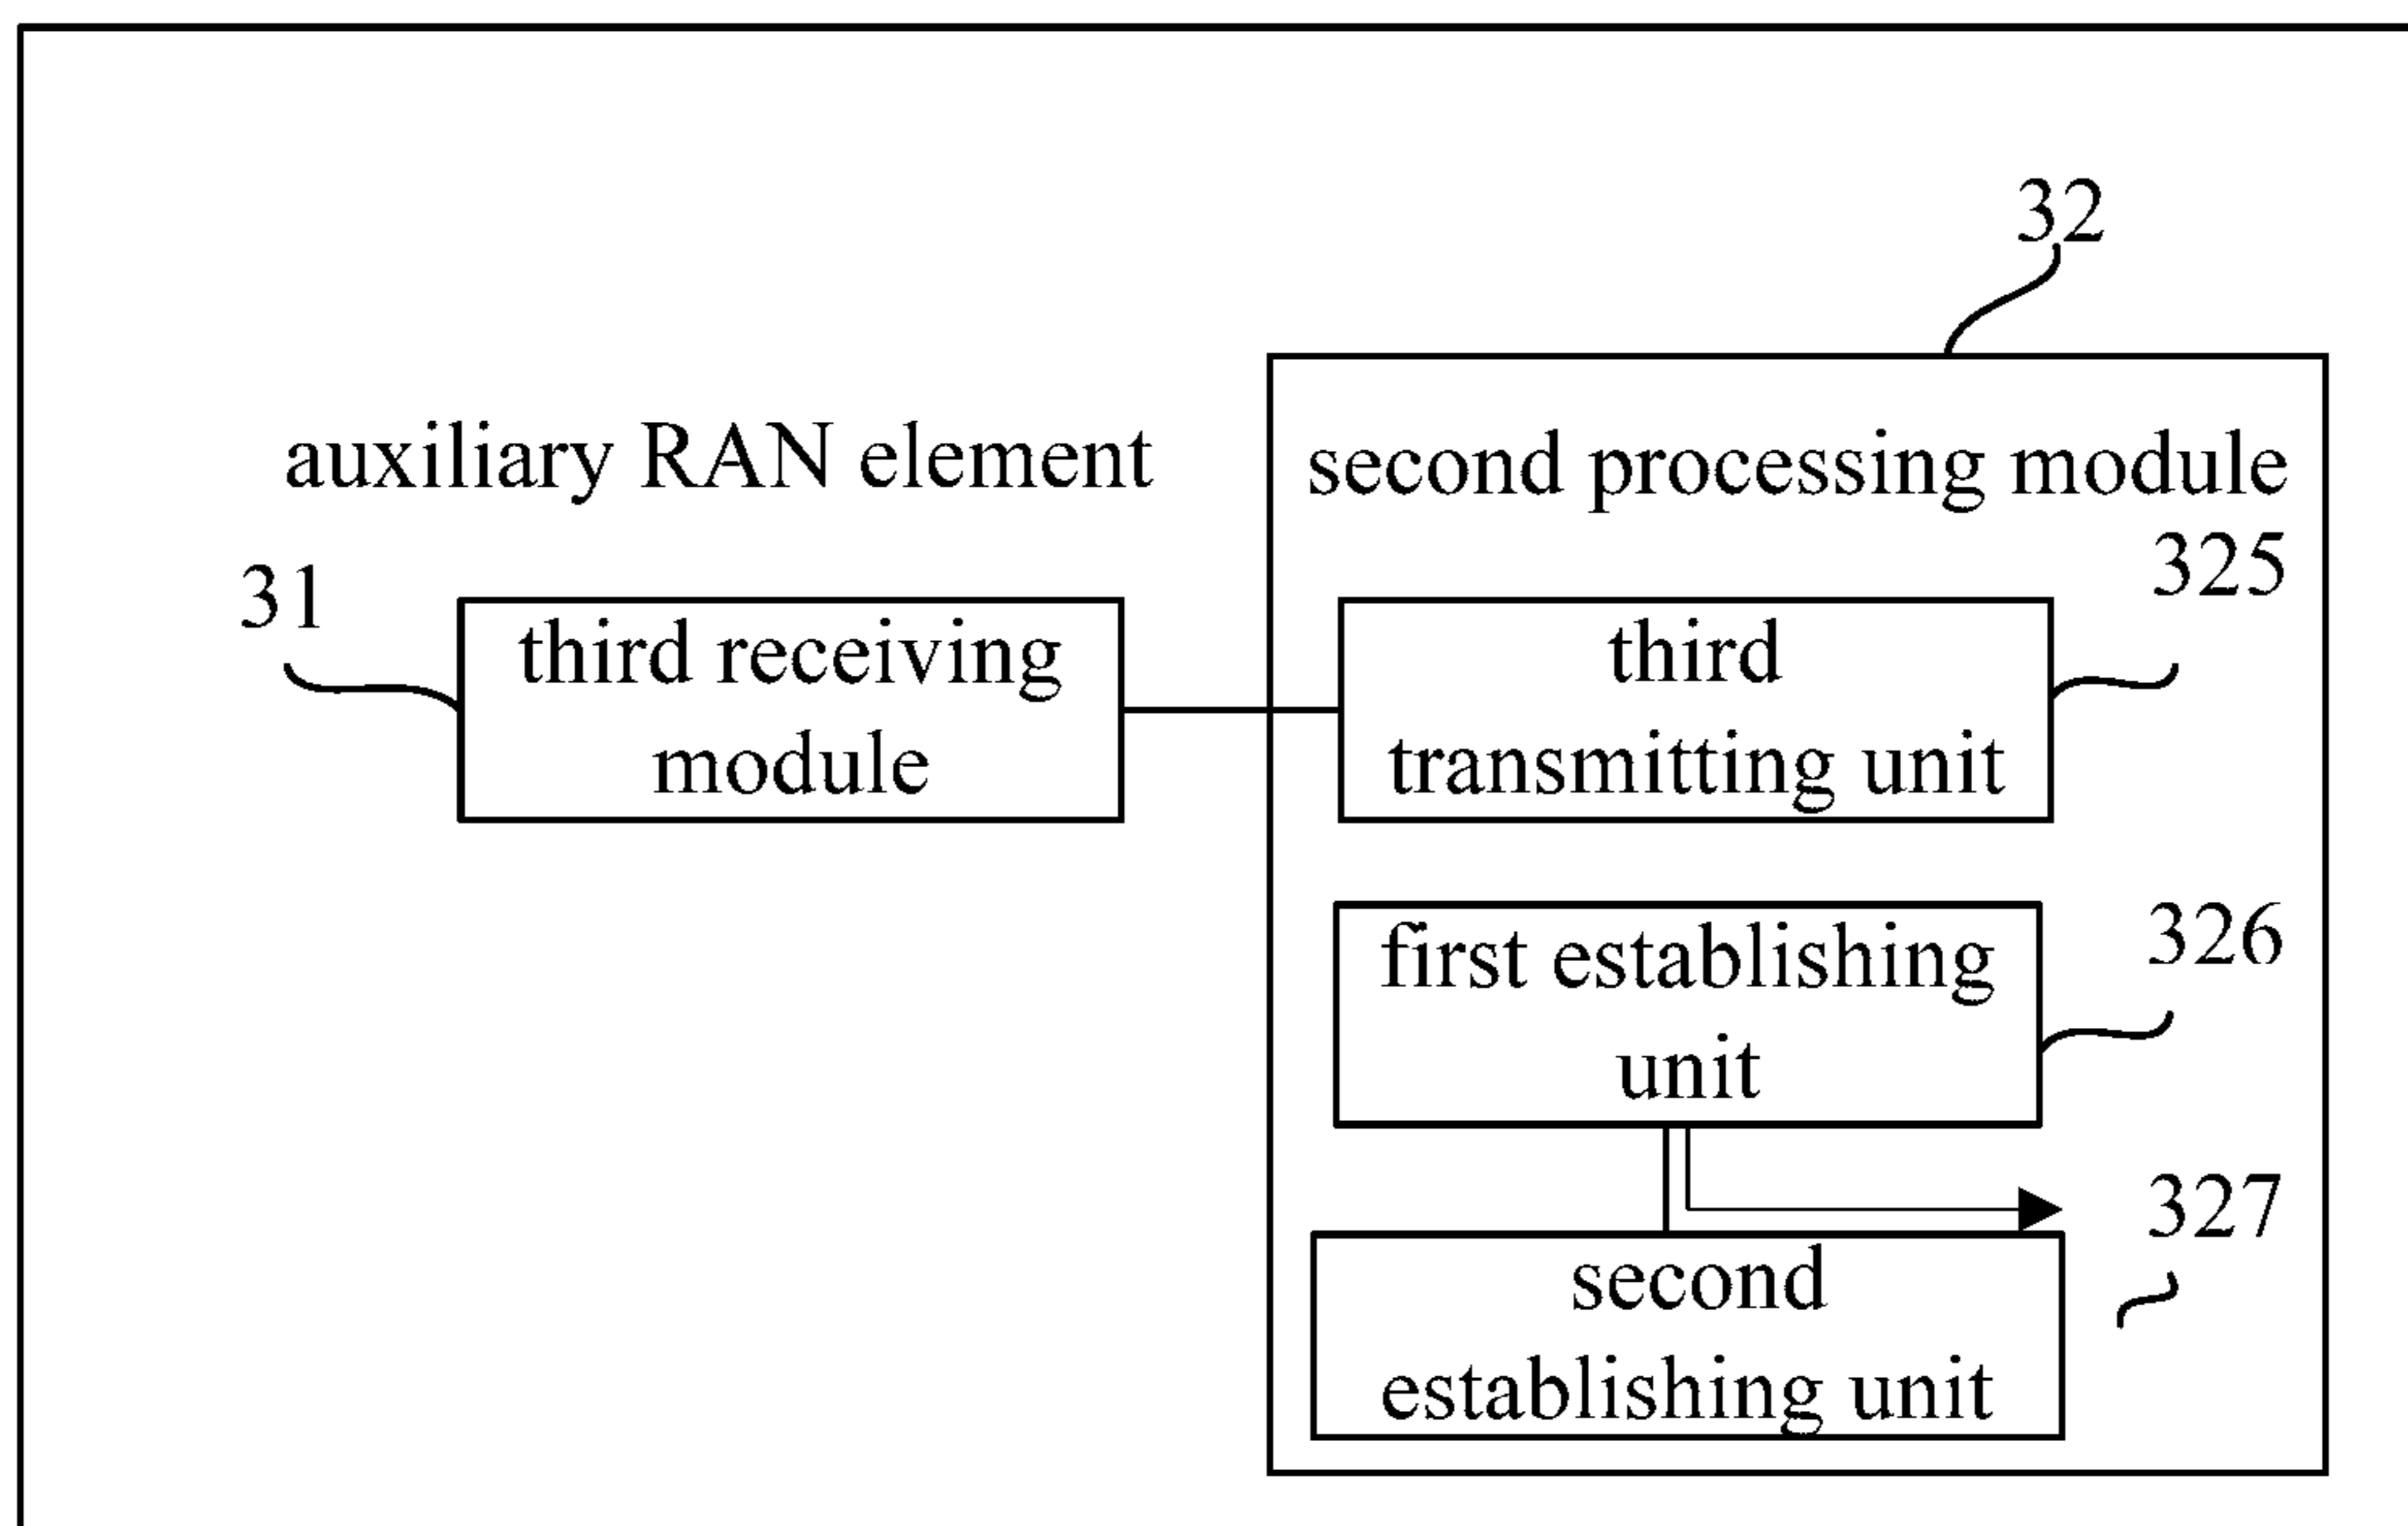 32
auxiliary RAN element
second processing module
31
third receiving
module
325
third
transmitting unit
326
first establishing
unit
327
second
establishing unit